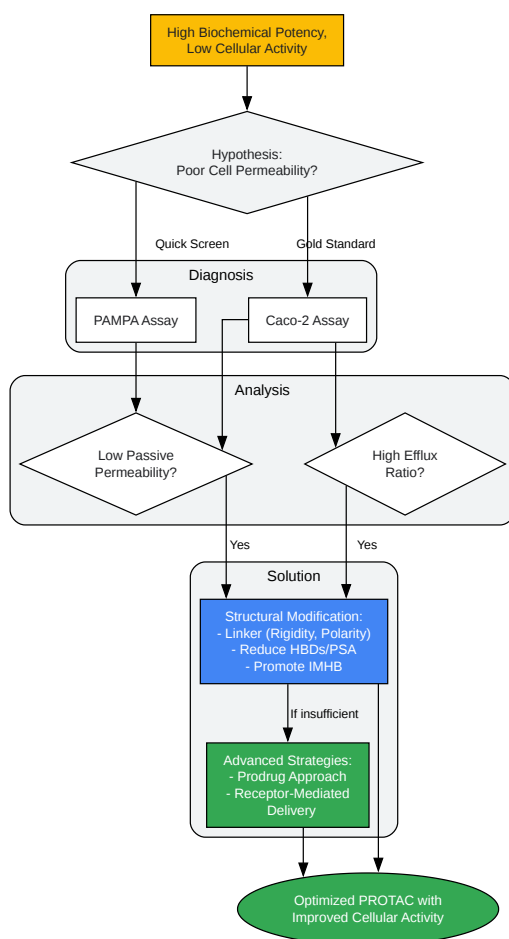 High Biochemical Potency,
Low Cellular Activity
Hypothesis:
Poor Cell Permeability?
Quick Screen
Gold Standard
Diagnosis
PAMPA Assay
Caco-2 Assay
Analysis
Low Passive
Permeability?
High Efflux
Ratio?
Yes
Yes
Solution
Structural Modification:
- Linker (Rigidity, Polarity)
- Reduce HBDs/PSA
- Promote IMHB
If insufficient
Advanced Strategies:
- Prodrug Approach
- Receptor-Mediated
Delivery
Optimized PROTAC with
Improved Cellular Activity